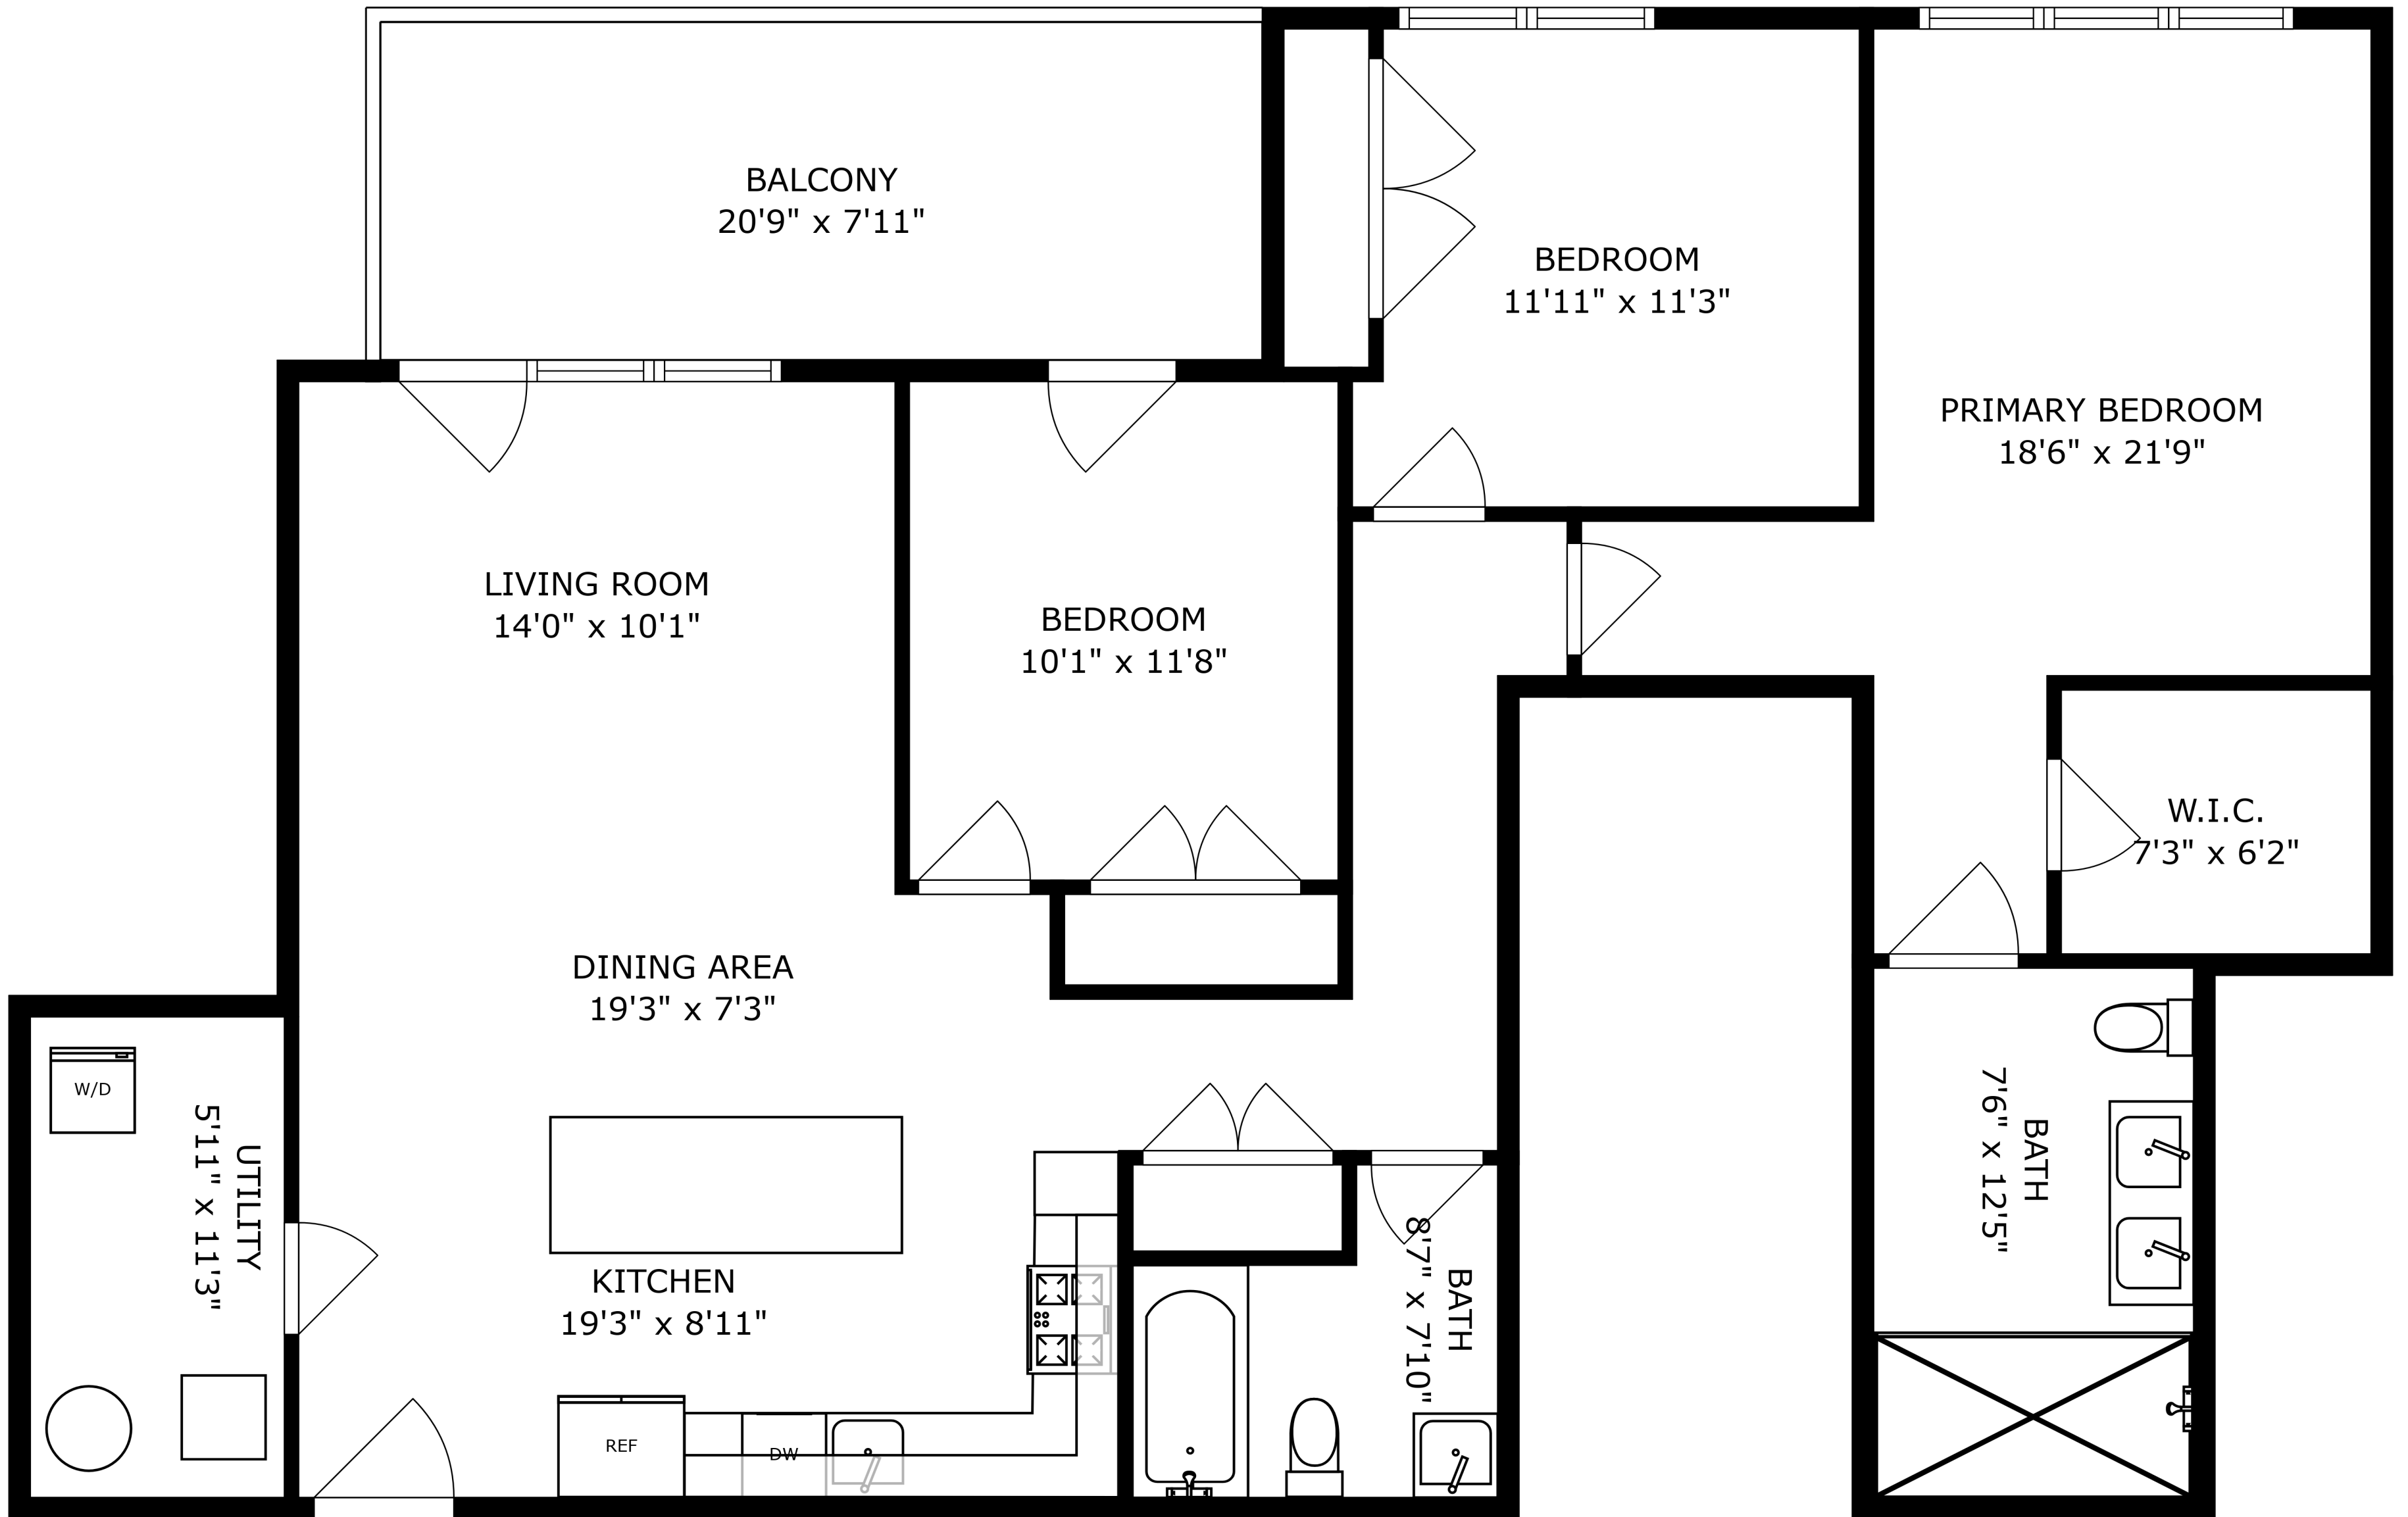 BALCONY
20'9" x 7'11"
BEDROOM
11'11" x 11'3"
PRIMARY BEDROOM
18'6" x 21'9"
LIVING ROOM
14'0" x 10'1"
BEDROOM
10'1" x 11'8"
W.I.C.
7'3" x 6'2"
DINING AREA
19'3" x 7'3"
W/D
UTILITY
5'11" x 11'3"
KITCHEN
19'3" x 8'11"
REF
DW
BATH
8'7" x 7'10"
BATH
7'6" x 12'5"